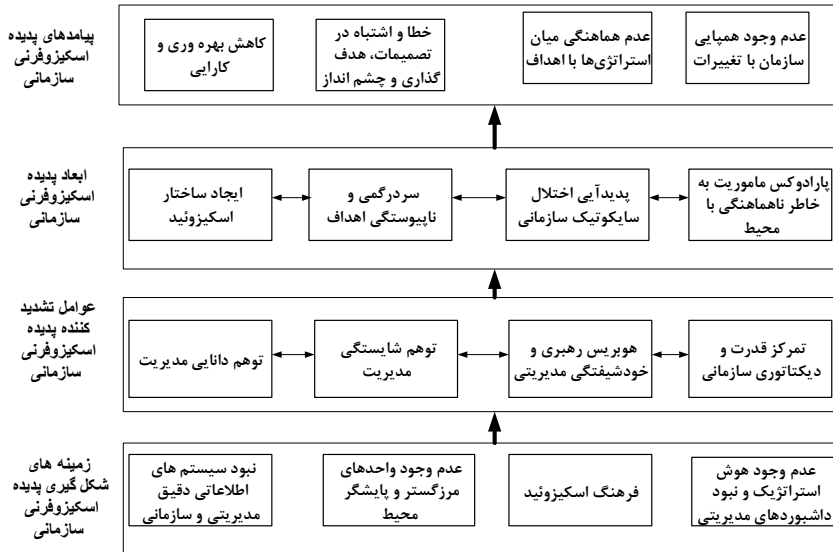 پیامدهای پدیده
اسکیزوفرنی
سازمانی
عدم وجود همپایی
سازمان با تغییرات
عدم هماهنگی میان
استراتژی‌ها با اهداف
خطا و اشتباه در
تصمیمات، هدف
گذاری و چشم انداز
کاهش بهره وری و
کارایی
ابعاد پدیده
اسکیزوفرنی
سازمانی
پارادوکس ماموریت به
خاطر ناهماهنگی با
محیط
پدیدآیی اختلال
سایکوتیک سازمانی
سردرگمی و
ناپیوستگی اهداف
ایجاد ساختار
اسکیزوئید
عوامل تشدید
کننده پدیده
اسکیزوفرنی
سازمانی
تمرکز قدرت و
دیکتاتوری سازمانی
هوبریس رهبری و
خودشیفتگی مدیریتی
توهم شایستگی
مدیریت
توهم دانایی مدیریت
زمینه های
شکل گیری پدیده
اسکیزوفرنی
سازمانی
عدم وجود هوش
استراتژیک و نبود
داشبوردهای مدیریتی
فرهنگ اسکیزوئید
عدم وجود واحدهای
مرزگستر و پایشگر
محیط
نبود سیستم های
اطلاعاتی دقیق
مدیریتی و سازمانی